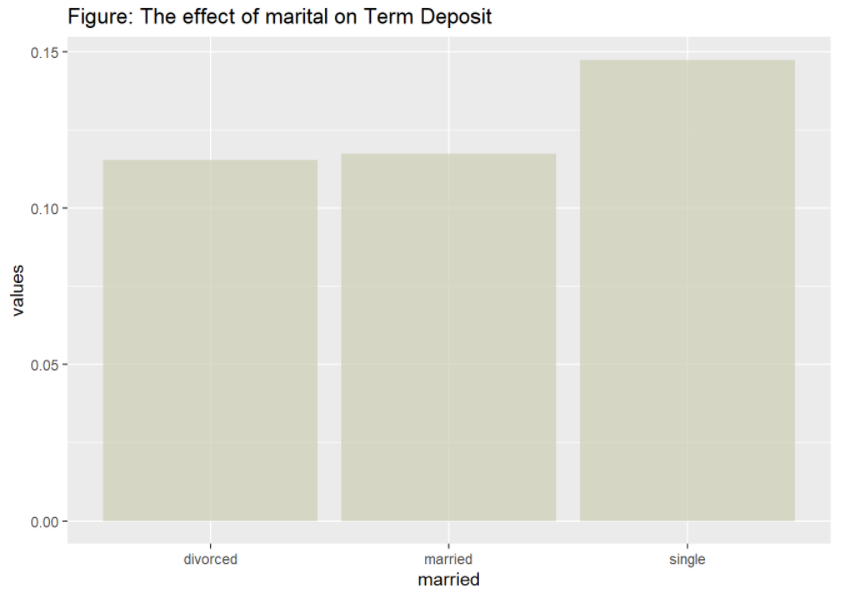 Figure: The effect of marital on Term Deposit
0.15
0.10
values
0.05
0.00
divorced married single
married